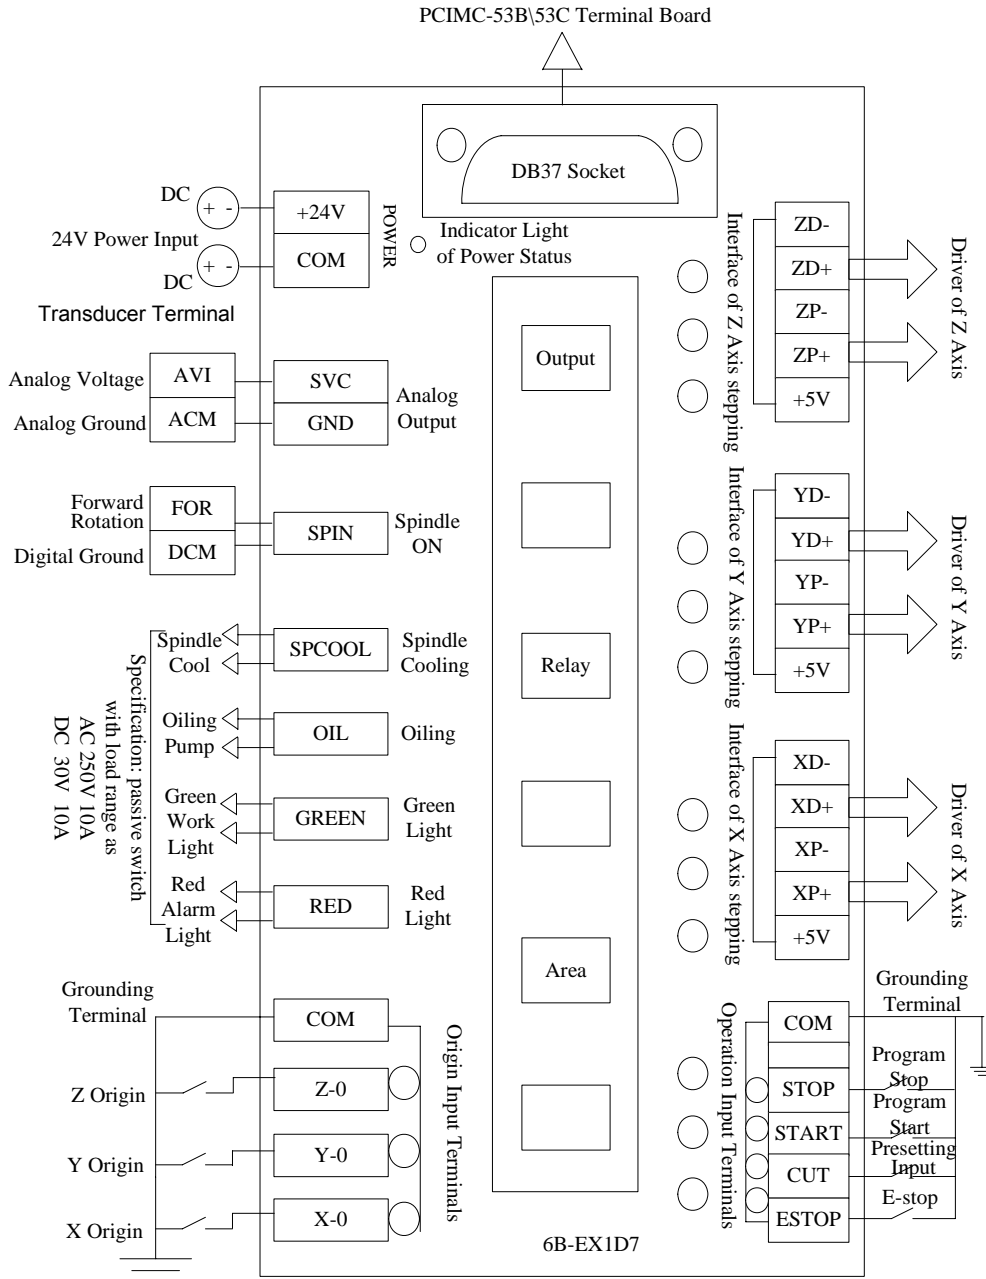 PCIMC-53B\53C Terminal Board
DB37 Socket
DC
+ -
+24V
24V Power Input
COM
+ -
DC
POWER
Indicator Light
of Power Status
Transducer Terminal
Analog Voltage
AVI
SVC
Analog
Output
Analog Ground
ACM
GND
Forward
Rotation
FOR
Digital Ground
DCM
SPIN
Spindle
ON
Spindle
Cool
SPCOOL
Spindle
Cooling
Oiling
Pump
OIL
Oiling
Green
Work
Light
GREEN
Green
Light
Red
Alarm
Light
RED
Red
Light
Specification: passive switch
with load range as
AC 250V 10A
DC 30V 10A
Grounding
Terminal
COM
Z Origin
Z-0
Y Origin
Y-0
X Origin
X-0
Origin Input Terminals
Output
Relay
Area
6B-EX1D7
Interface of Z Axis stepping
ZD-
ZD+
ZP-
ZP+
+5V
Driver of Z Axis
Interface of Y Axis stepping
YD-
YD+
YP-
YP+
+5V
Driver of Y Axis
Interface of X Axis stepping
XD-
XD+
XP-
XP+
+5V
Driver of X Axis
Operation Input Terminals
Grounding
Terminal
COM
Program
Stop
STOP
Program
Start
START
Presetting
Input
CUT
E-stop
ESTOP